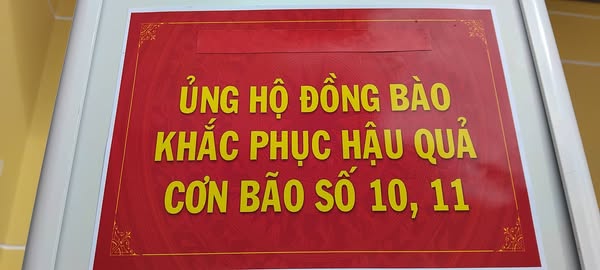 ỦNG HỘ ĐỒNG BÀO
KHẮC PHỤC HẬU QUẢ
CƠN BÃO SỐ 10, 11